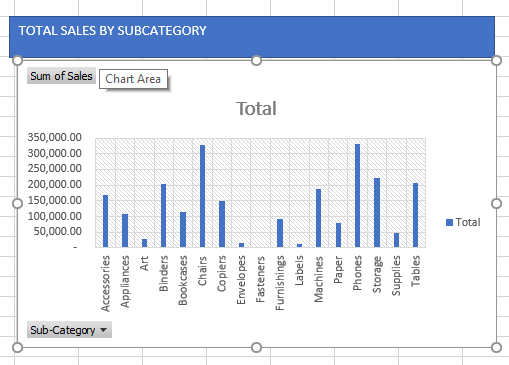 TOTAL SALES BY SUBCATEGORY
Sum of Sales
Chart Area
Total
350,000.00
300,000.00
250,000.00
200,000.00
150,000.00
100,000.00
50,000.00
-
Accessories
Appliances
Art
Binders
Bookcases
Chairs
Copiers
Envelopes
Fasteners
Furnishings
Labels
Machines
Paper
Phones
Storage
Supplies
Tables
Total
Sub-Category